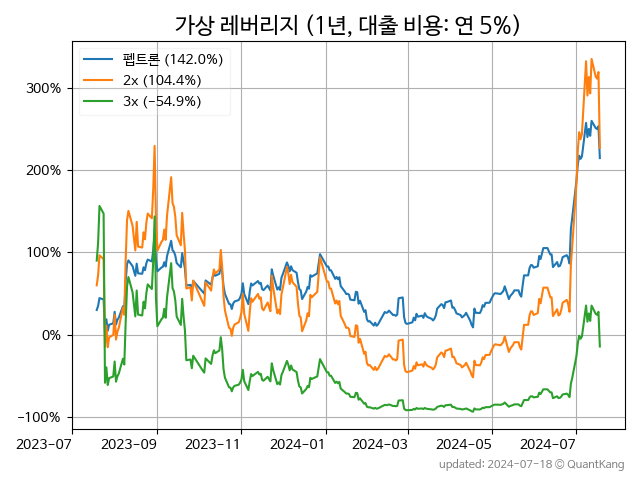 가상 레버리지 (1년, 대출 비용: 연 5%)
펩트론 (142.0%)
2x (104.4%)
3x (−54.9%)
300%
200%
100%
0%
−100%
2023-07
2023-09
2023-11
2024-01
2024-03
2024-05
2024-07
updated: 2024-07-18 © QuantKang